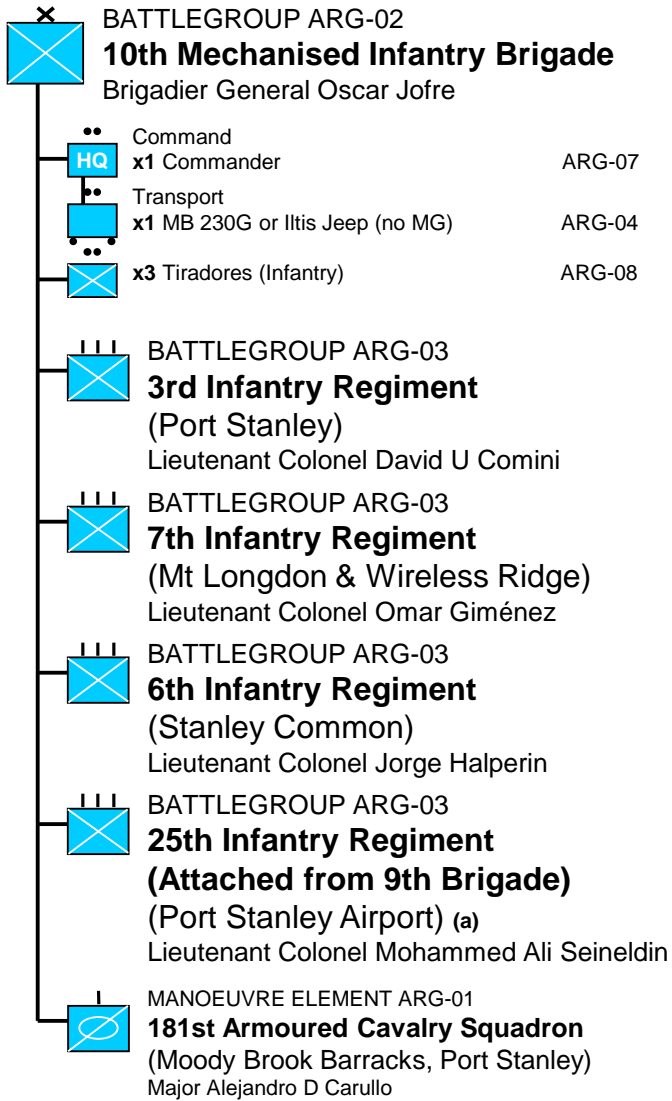 BATTLEGROUP ARG-02
10th Mechanised Infantry Brigade
Brigadier General Oscar Jofre
Command
HQ x1 Commander ARG-07
Transport
x1 MB 230G or Iltis Jeep (no MG) ARG-04
x3 Tiradores (Infantry) ARG-08
BATTLEGROUP ARG-03
3rd Infantry Regiment
(Port Stanley)
Lieutenant Colonel David U Comini
BATTLEGROUP ARG-03
7th Infantry Regiment
(Mt Longdon & Wireless Ridge)
Lieutenant Colonel Omar Giménez
BATTLEGROUP ARG-03
6th Infantry Regiment
(Stanley Common)
Lieutenant Colonel Jorge Halperin
BATTLEGROUP ARG-03
25th Infantry Regiment
(Attached from 9th Brigade)
(Port Stanley Airport) (a)
Lieutenant Colonel Mohammed Ali Seineldin
MANOEUVRE ELEMENT ARG-01
181st Armoured Cavalry Squadron
(Moody Brook Barracks, Port Stanley)
Major Alejandro D Carullo